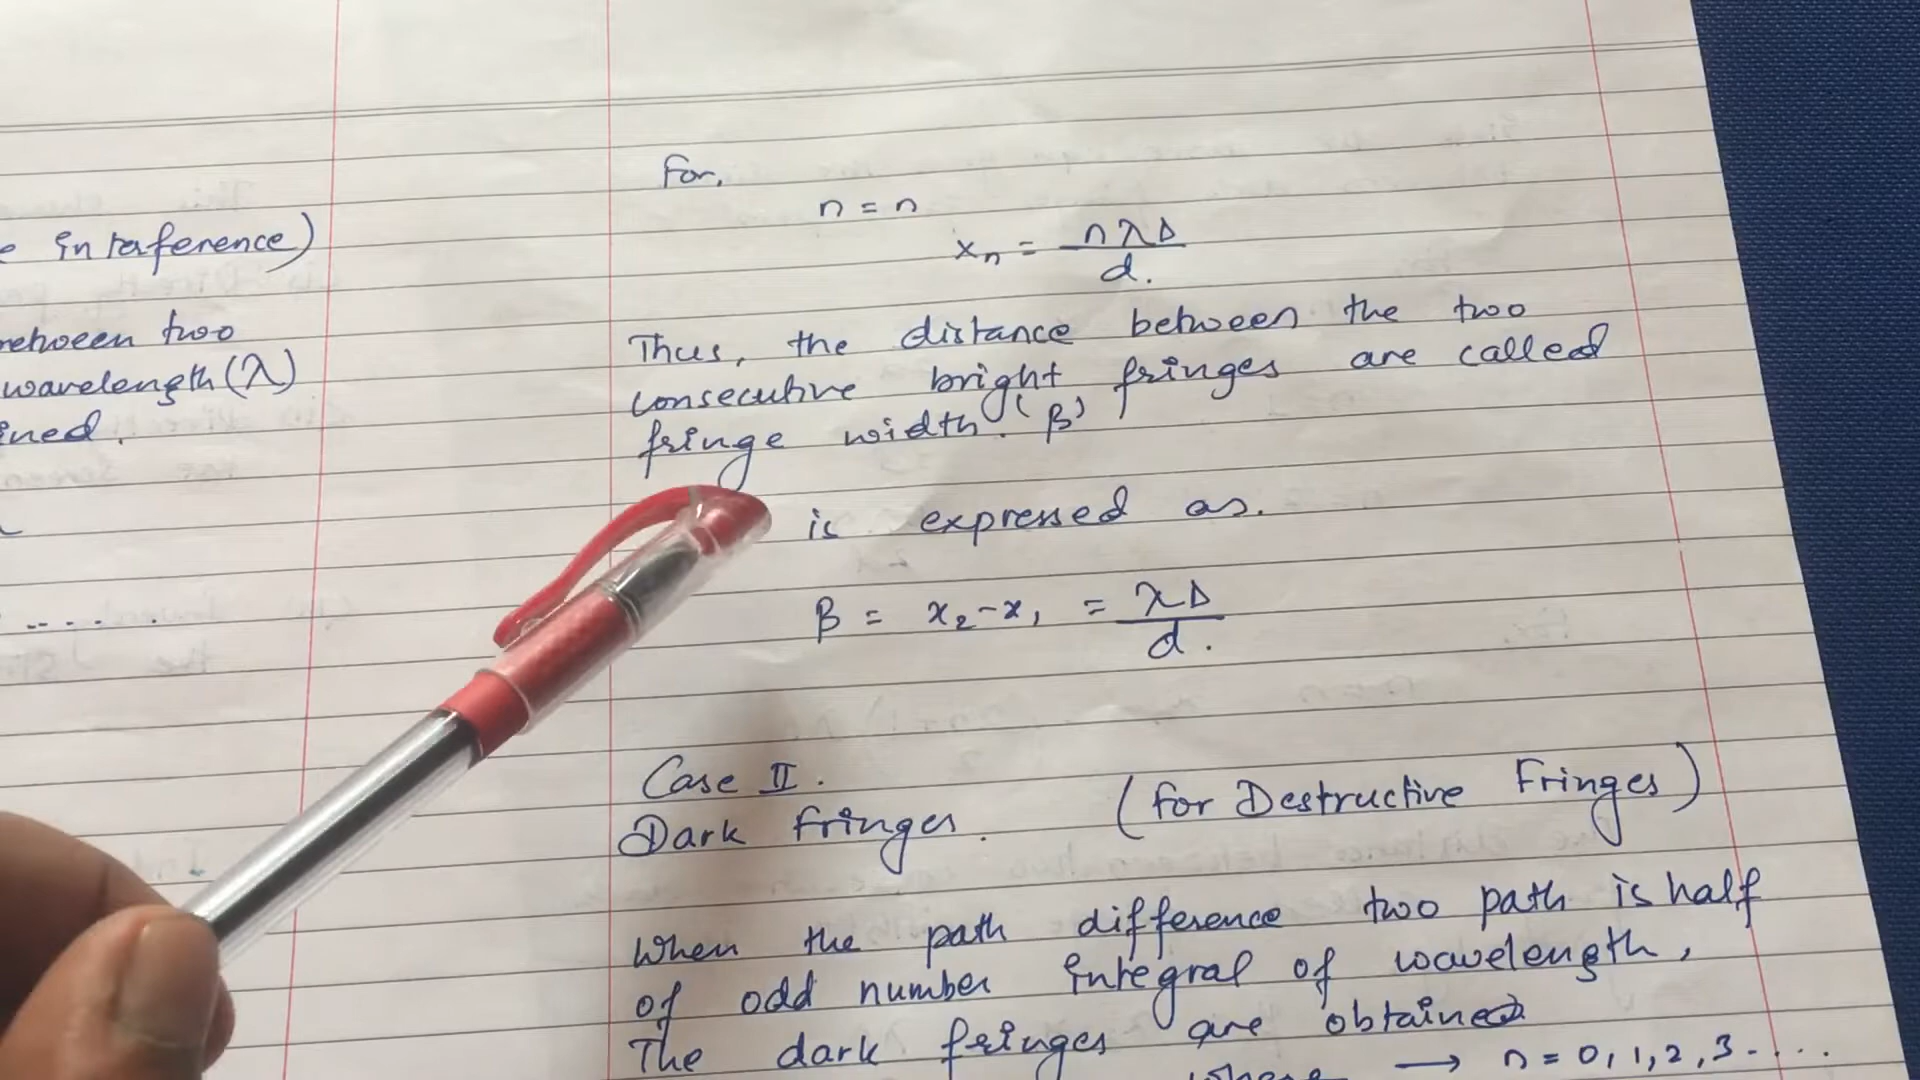 e interference)
between two
wavelength (λ)
ined.
.. ... .
For,
n = n
xₙ = nλD
d.
Thus, the distance between the two
consecutive bright fringes are called
fringe width. (β)
is expressed as.
β = x₂-x₁ = λD
d.
Case II.
Dark fringes. (for Destructive Fringes)
When the path difference two path is half
of odd number integral of wavelength,
The dark fringes are obtained
where → n = 0, 1, 2, 3 - ....